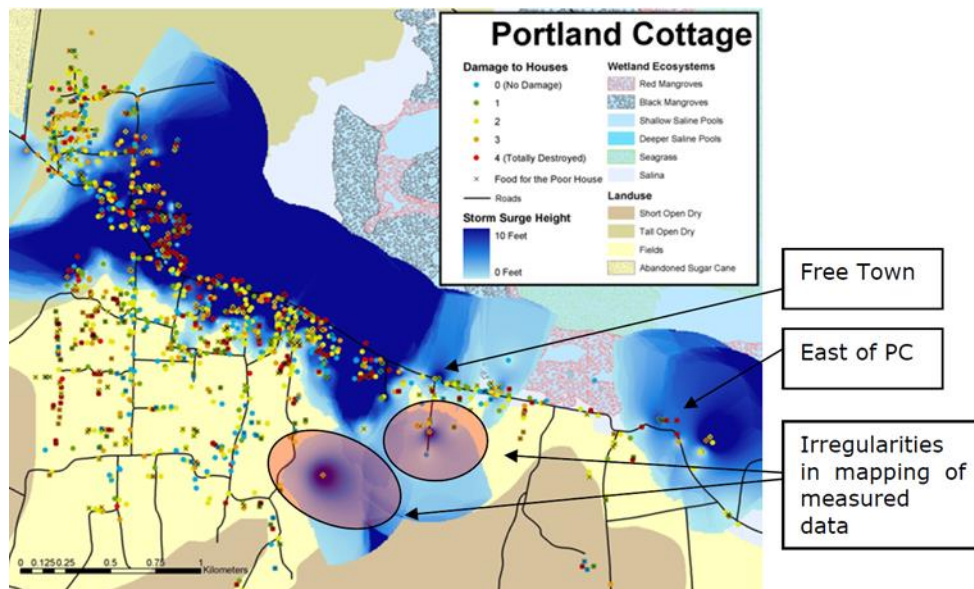 Portland Cottage
Damage to Houses
0 (No Damage)
1
2
3
4 (Totally Destroyed)
Food for the Poor House
Roads
Storm Surge Height
10 Feet
0 Feet
Wetland Ecosystems
Red Mangroves
Black Mangroves
Shallow Saline Pools
Deeper Saline Pools
Seagrass
Salina
Landuse
Short Open Dry
Tall Open Dry
Fields
Abandoned Sugar Cane
Free Town
East of PC
Irregularities
in mapping of
measured
data
0 0.125 0.25 0.5 0.75 1
Kilometers